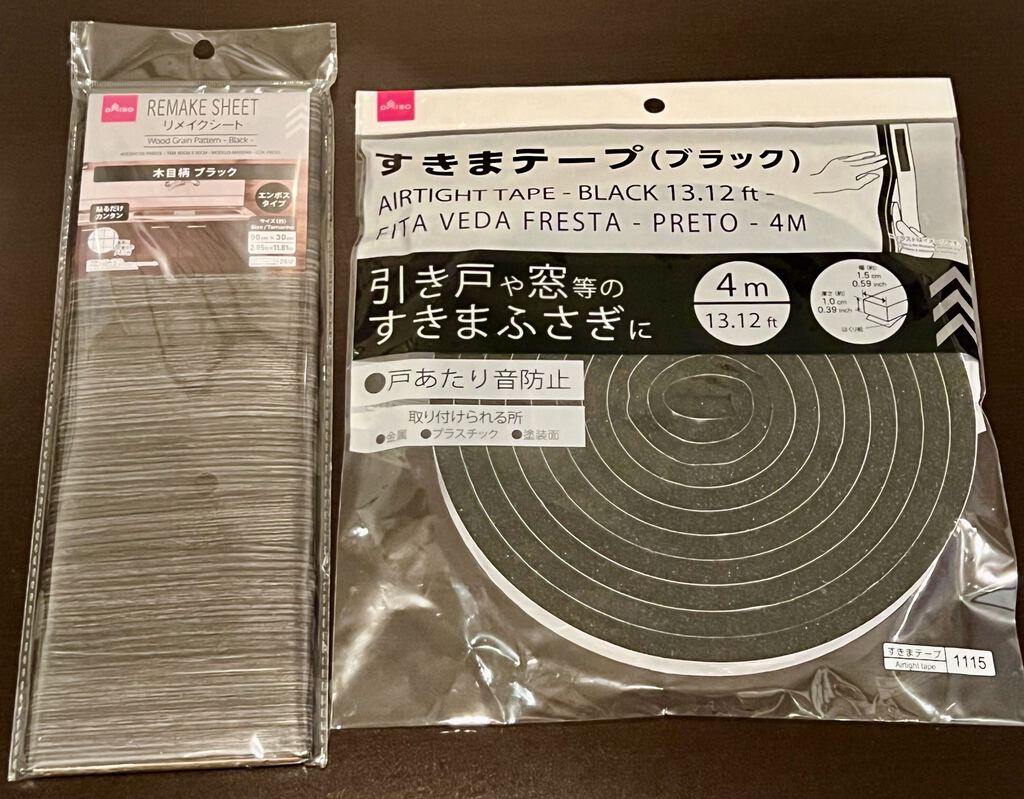 DAISO
REMAKE SHEET
リメイクシート
Wood Grain Pattern - Black -
木目柄 ブラック
エンボス
タイプ
貼るだけ
カンタン
サイズ(約)
Size/Tamanho
90cm×30cm
2.95ft×11.81in
DAISO
すきまテープ(ブラック)
AIRTIGHT TAPE - BLACK 13.12 ft -
FITA VEDA FRESTA - PRETO - 4M
引き戸や窓等の
すきまふさぎに
4m
13.12 ft
幅(約)
1.5 cm
0.59 inch
厚さ(約)
1.0 cm
0.39 inch
はくり紙
●戸あたり音防止
取り付けられる所
●金属 ●プラスチック ●塗装面
すきまテープ
Airtight tape
1115